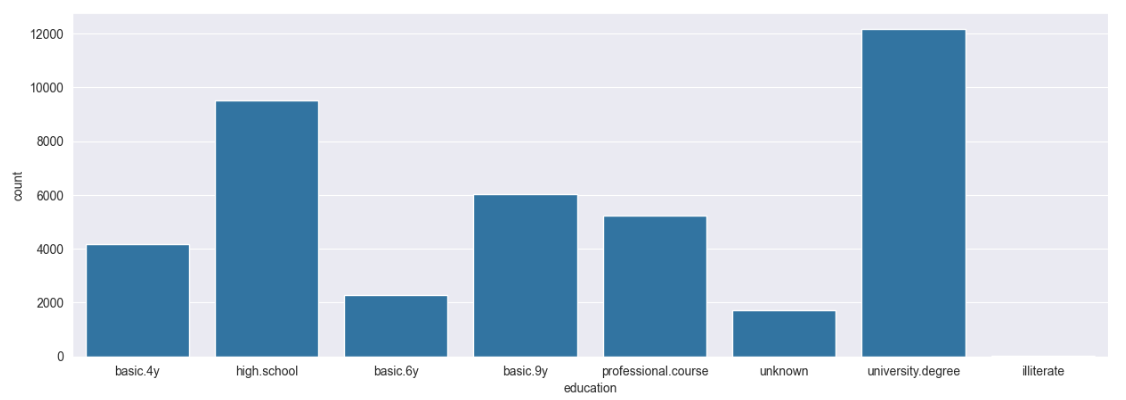 12000
10000
8000
6000
4000
2000
0
count
basic.4y high.school basic.6y basic.9y professional.course unknown university.degree illiterate
education